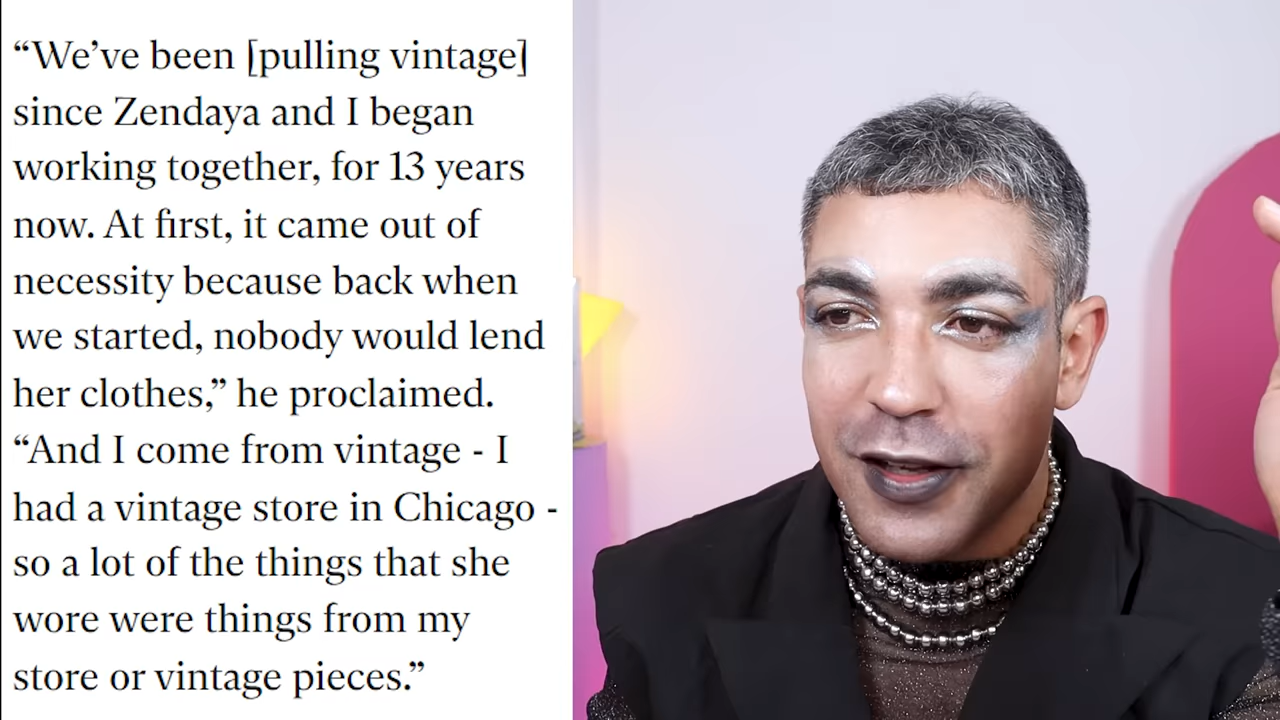 “We’ve been [pulling vintage]
since Zendaya and I began
working together, for 13 years
now. At first, it came out of
necessity because back when
we started, nobody would lend
her clothes,” he proclaimed.
“And I come from vintage - I
had a vintage store in Chicago -
so a lot of the things that she
wore were things from my
store or vintage pieces.”